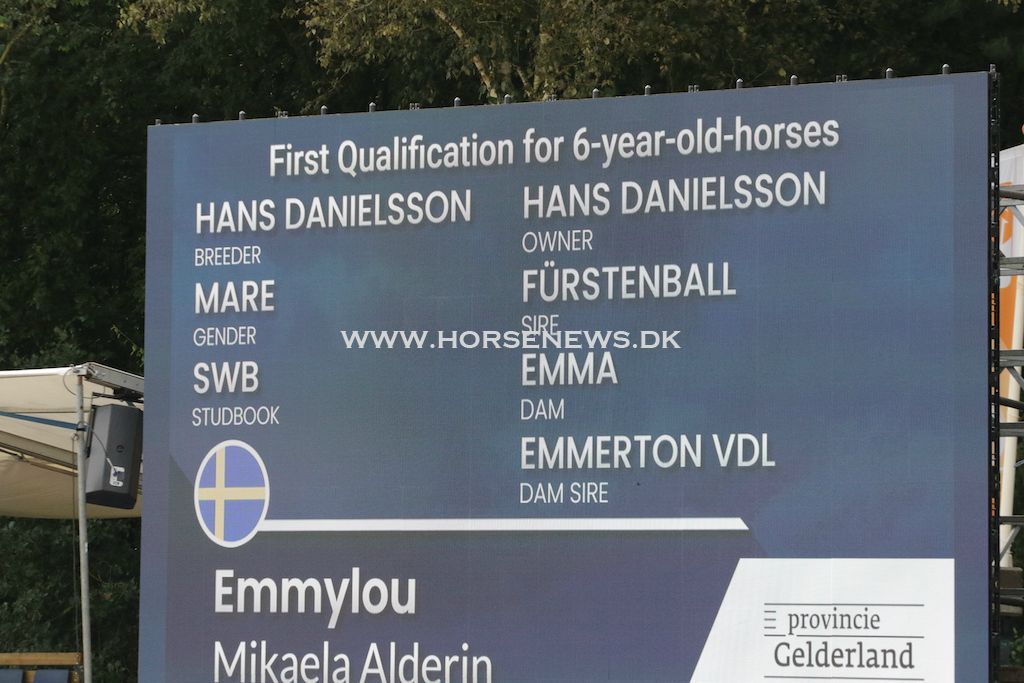 First Qualification for 6-year-old-horses
HANS DANIELSSON
BREEDER
MARE
GENDER
SWB
STUDBOOK
HANS DANIELSSON
OWNER
FÜRSTENBALL
SIRE
EMMA
DAM
EMMERTON VDL
DAM SIRE
WWW.HORSENEWS.DK
Emmylou
Mikaela Alderin
provincie
Gelderland